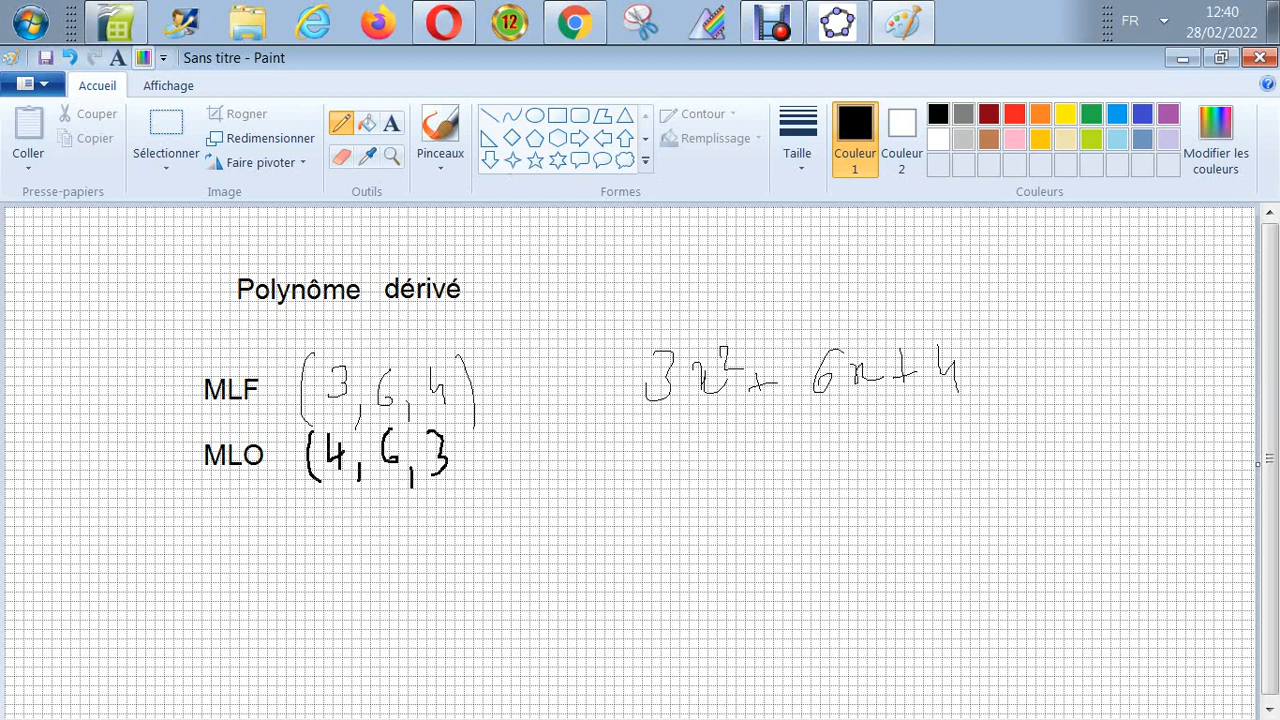 12
FR
12:40
28/02/2022
Sans titre - Paint
Accueil Affichage
Coller
Couper
Copier
Presse-papiers
Sélectionner
Rogner
Redimensionner
Faire pivoter
Image
Outils
Pinceaux
Contour
Remplissage
Formes
Taille
Couleur 1
Couleur 2
Modifier les couleurs
Couleurs
Polynôme dérivé
MLF (3, 6, 4) 3x²+ 6x+4
MLO (4, 6, 3